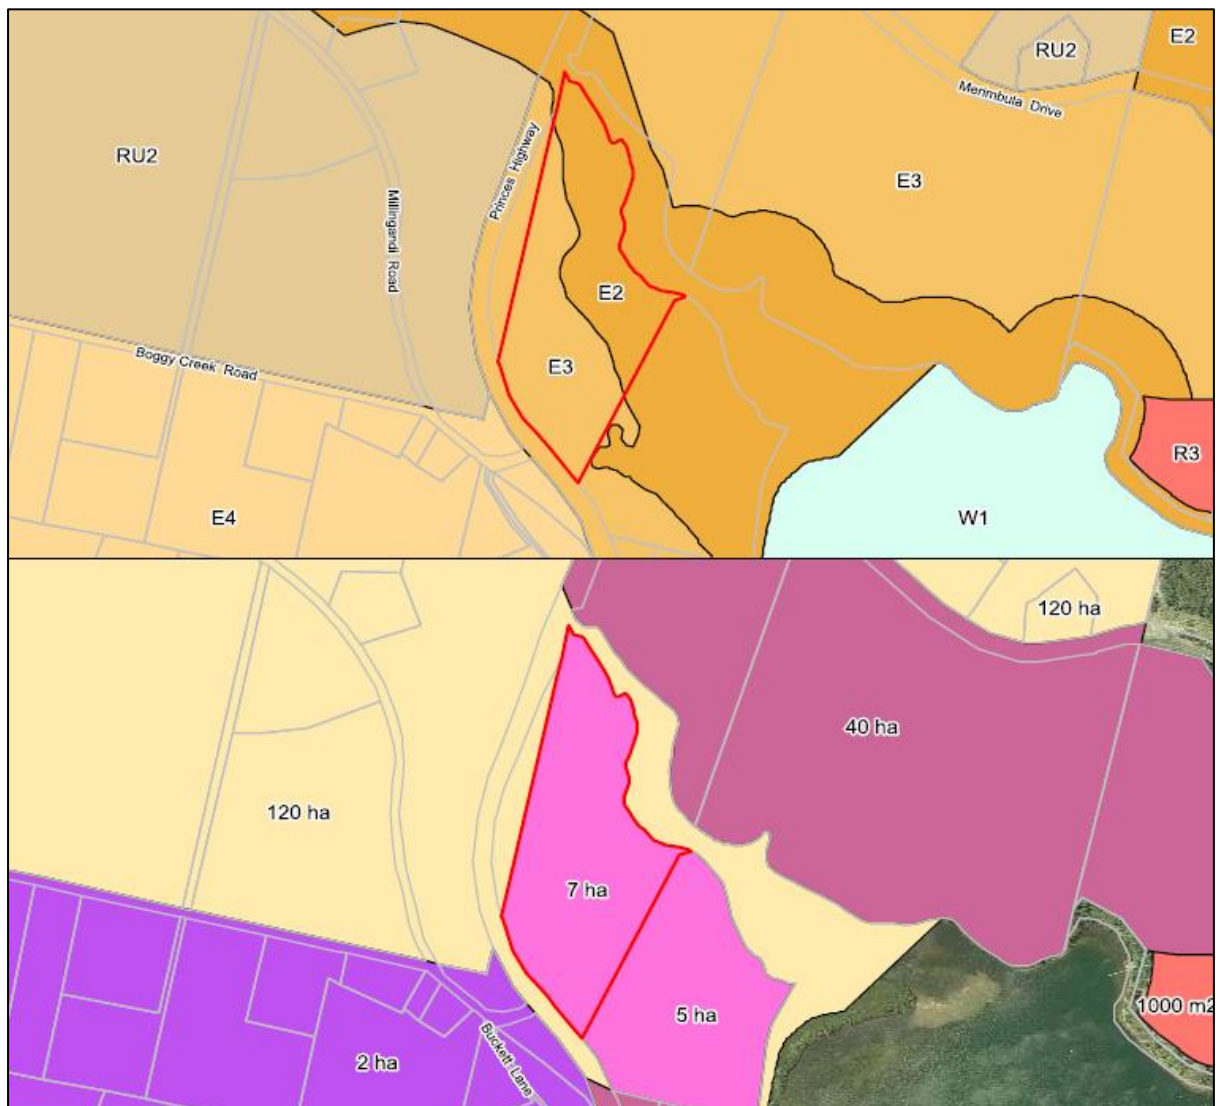 E2
RU2
Merimbula Drive
RU2
Princes Highway
E3
Millingandi Road
E2
Boggy Creek Road
E3
R3
E4
W1
120 ha
40 ha
120 ha
7 ha
1000 m2
5 ha
2 ha
Buckett Lane